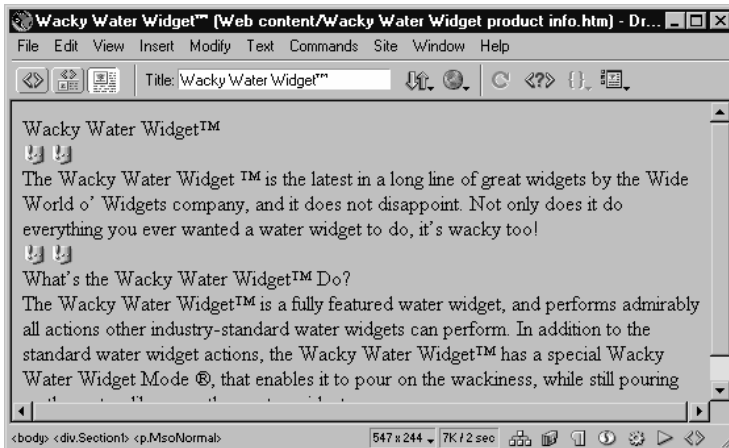 Wacky Water Widget™ (Web content/Wacky Water Widget product info.htm) - Dr...
File Edit View Insert Modify Text Commands Site Window Help
Title: Wacky Water Widget™
Wacky Water Widget™
The Wacky Water Widget ™ is the latest in a long line of great widgets by the Wide
World o’ Widgets company, and it does not disappoint. Not only does it do
everything you ever wanted a water widget to do, it’s wacky too!
What’s the Wacky Water Widget™ Do?
The Wacky Water Widget™ is a fully featured water widget, and performs admirably
all actions other industry-standard water widgets can perform. In addition to the
standard water widget actions, the Wacky Water Widget™ has a special Wacky
Water Widget Mode ®, that enables it to pour on the wackiness, while still pouring
<body> <div.Section1> <p.MsoNormal> 547 x 244 7K / 2 sec